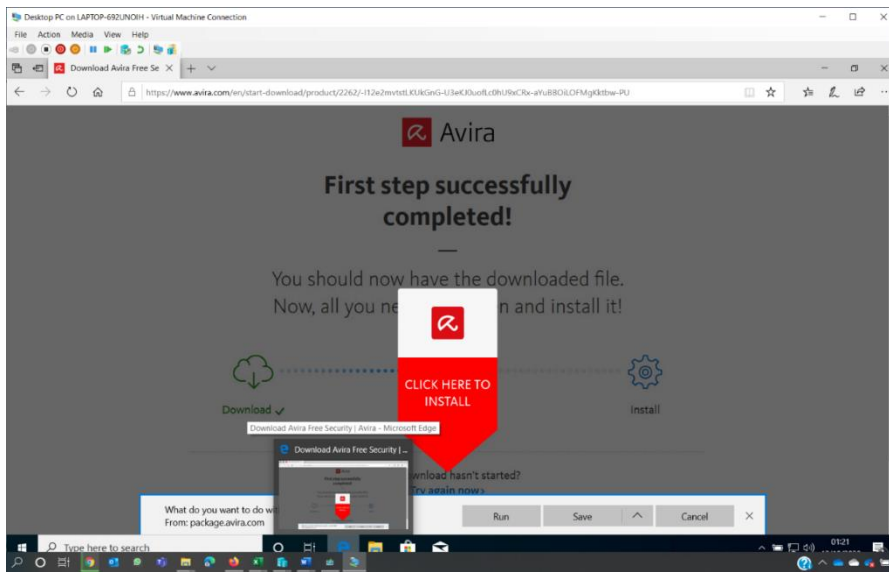 Desktop PC on LAPTOP-692UNOIH - Virtual Machine Connection
File Action Media View Help
Download Avira Free Se
https://www.avira.com/en/start-download/product/2262/
Avira
First step successfully
completed!
You should now have the downloaded file.
Now, all you ne n and install it!
CLICK HERE TO
INSTALL
Download
Install
Download Avira Free Security | Avira - Microsoft Edge
Download Avira Free Security | ...
wnload hasn't started?
Try again now >
What do you want to do wi
From: package.avira.com
Run Save Cancel
Type here to search
01:21